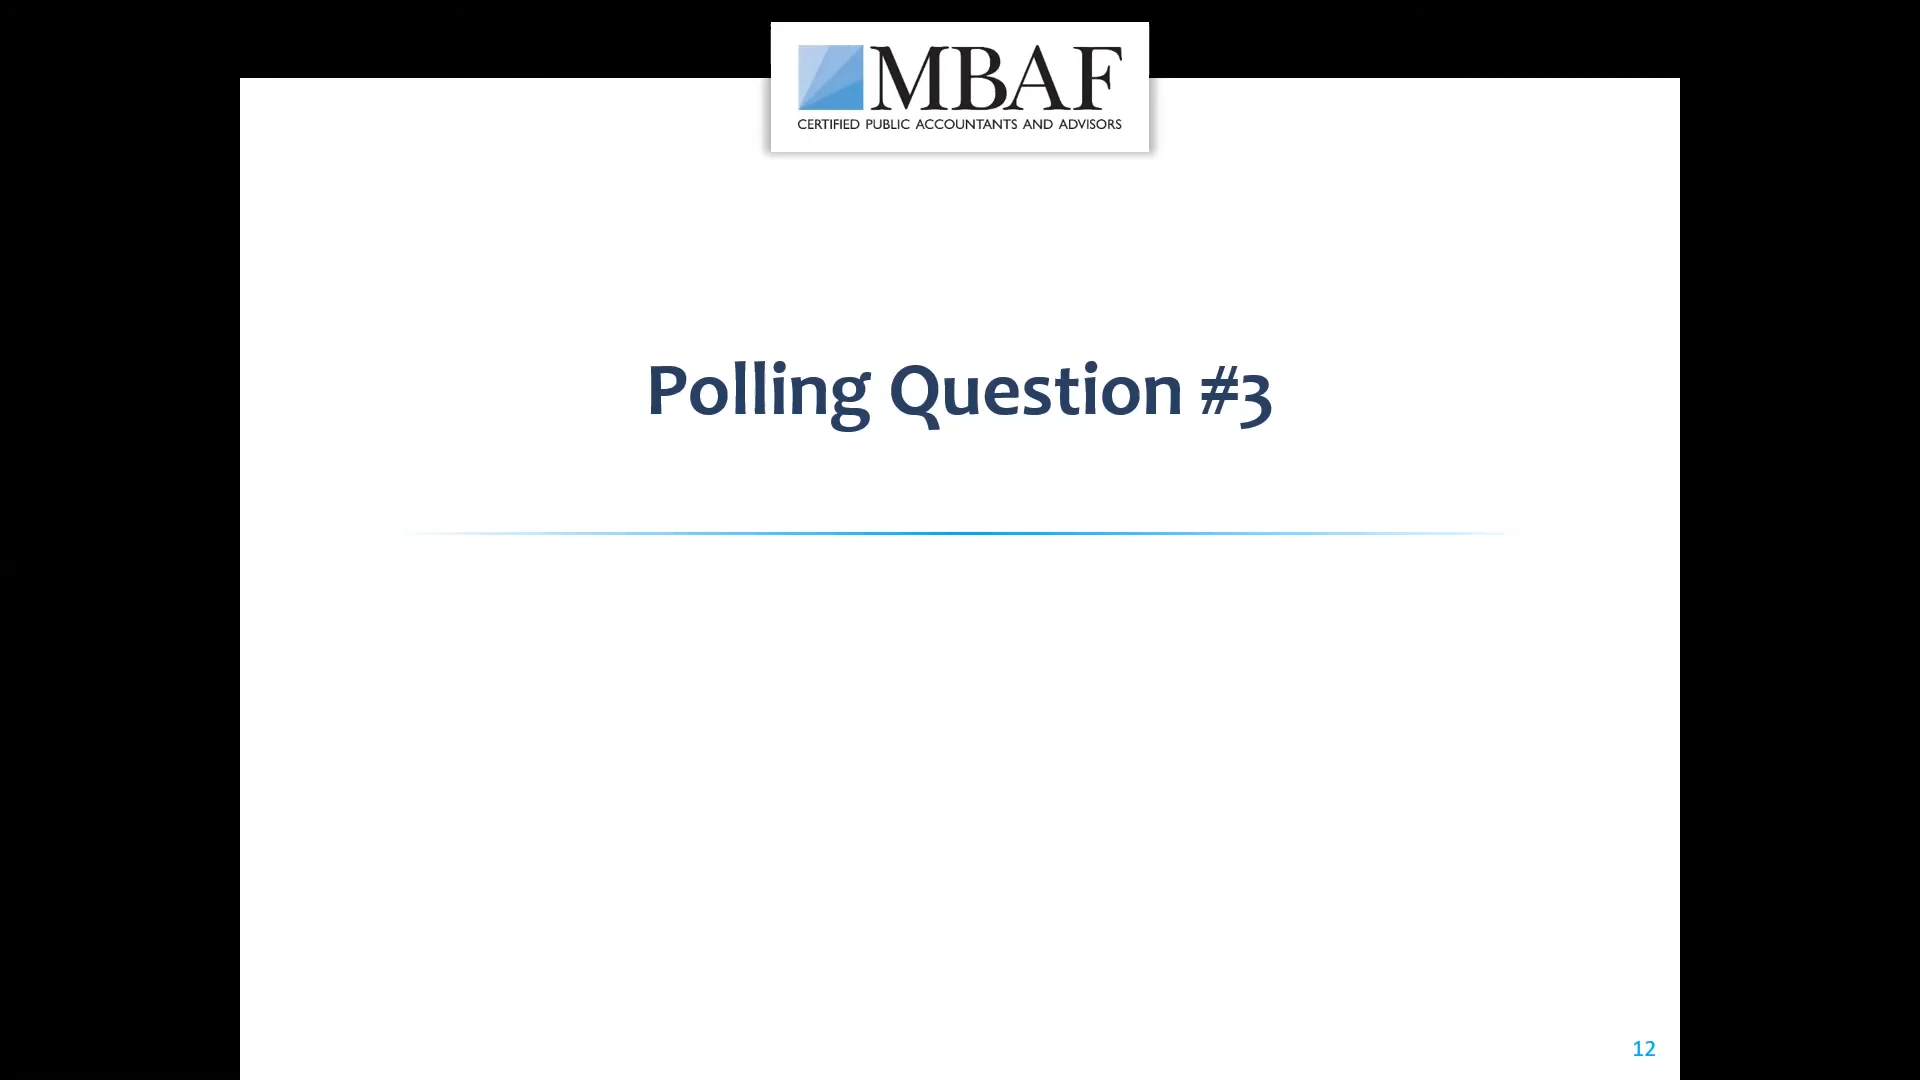 MBAF
CERTIFIED PUBLIC ACCOUNTANTS AND ADVISORS
Polling Question #3
12